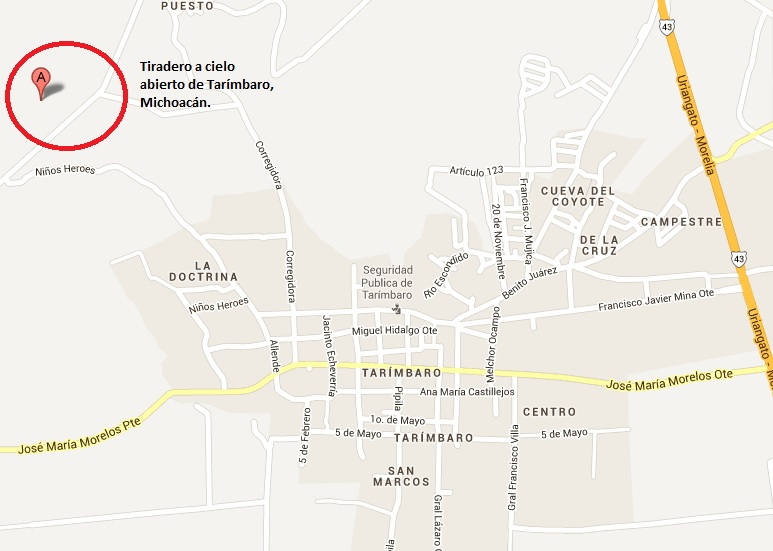 PUESTO
A
Tiradero a cielo
abierto de Tarímbaro,
Michoacán.
43
Uriangato - Morelia
Niños Heroes
Corregidora
Artículo 123
Francisco J. Mujica
20 de Noviembre
CUEVA DEL
COYOTE
CAMPESTRE
DE LA
CRUZ
LA
DOCTRINA
Corregidora
Seguridad
Publica de
Tarímbaro
Rto Escondido
Benito Juárez
43
Niños Heroes
Francisco Javier Mina Ote
Uriangato - Mo
Jacinto Echeverria
Miguel Hidalgo Ote
Melchor Ocampo
Allende
TARÍMBARO
José María Morelos Ote
Ana María Castillejos
Pipila
CENTRO
5 de Febrero
1o. de Mayo
José María Morelos Pte
5 de Mayo
TARÍMBARO
5 de Mayo
Gral Francisco Villa
SAN
MARCOS
Gral Lázaro C
pila